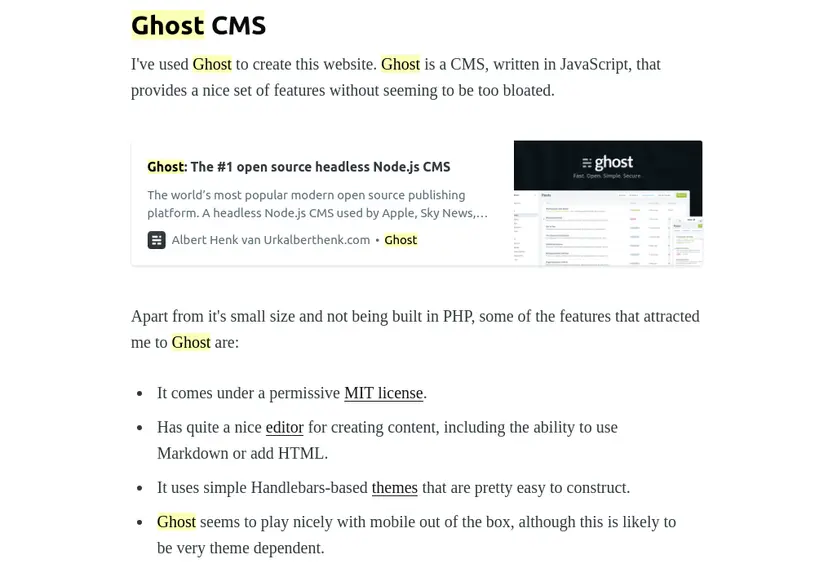 Ghost CMS
I've used Ghost to create this website. Ghost is a CMS, written in JavaScript, that
provides a nice set of features without seeming to be too bloated.
Ghost: The #1 open source headless Node.js CMS
The world's most popular modern open source publishing
platform. A headless Node.js CMS used by Apple, Sky News,…
Albert Henk van Urkalberthenk.com • Ghost
ghost
Fast. Open. Simple. Secure.
Apart from it's small size and not being built in PHP, some of the features that attracted
me to Ghost are:
• It comes under a permissive MIT license.
• Has quite a nice editor for creating content, including the ability to use
Markdown or add HTML.
• It uses simple Handlebars-based themes that are pretty easy to construct.
• Ghost seems to play nicely with mobile out of the box, although this is likely to
be very theme dependent.